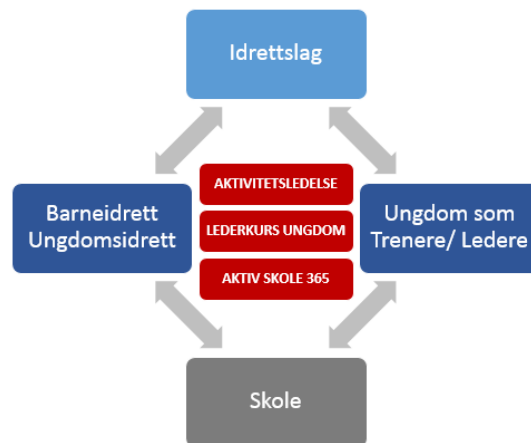 Idrettslag
Barneidrett
Ungdomsidrett
AKTIVITETSLEDELSE
LEDERKURS UNGDOM
AKTIV SKOLE 365
Ungdom som
Trenere/ Ledere
Skole